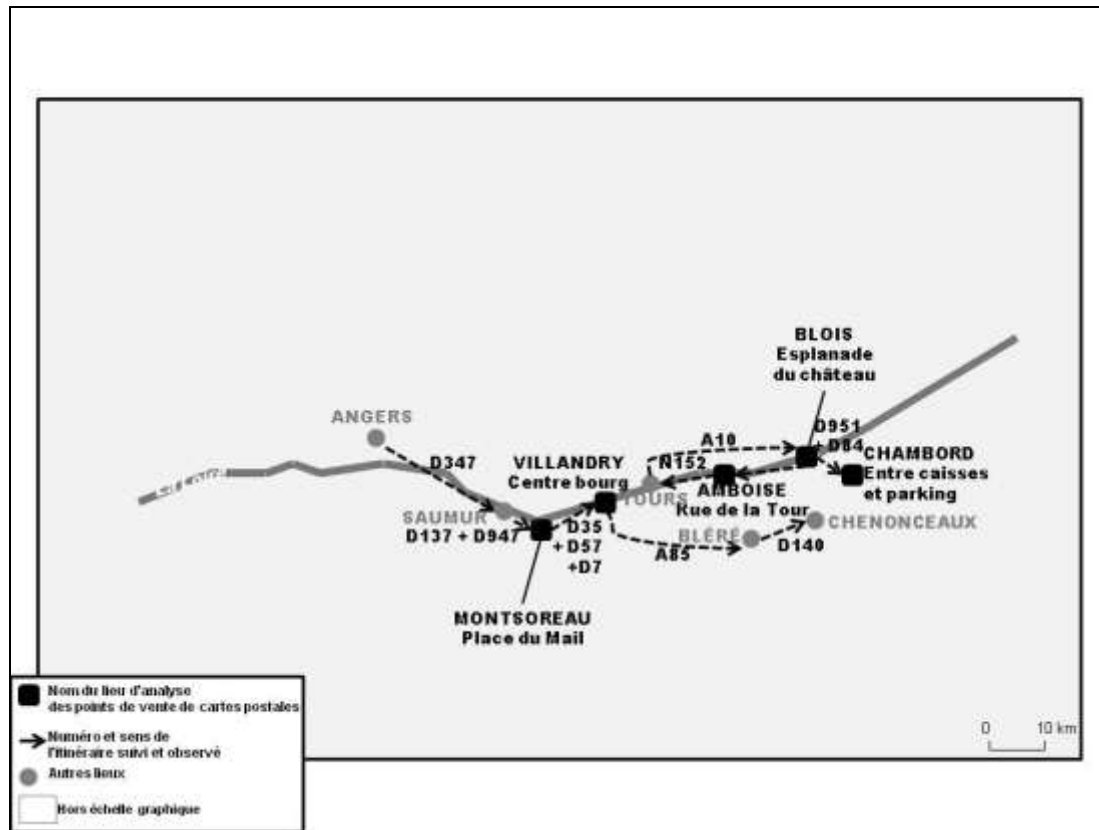 BLOIS
Esplanade
du château
ANGERS
D951
+ D84
A10
D347
VILLANDRY
Centre bourg
N152
CHAMBORD
Entre caisses
et parking
TOURS
AMBOISE
Rue de la Tour
SAUMUR
D137 + D947
D35
+ D57
+D7
BLÉRÉ
CHENONCEAUX
A85
D140
MONTSOREAU
Place du Mail
Nom du lieu d'analyse
des points de vente de cartes postales
Numéro et sens de
l'itinéraire suivi et observé
Autres lieux
Hors échelle graphique
0 10 km